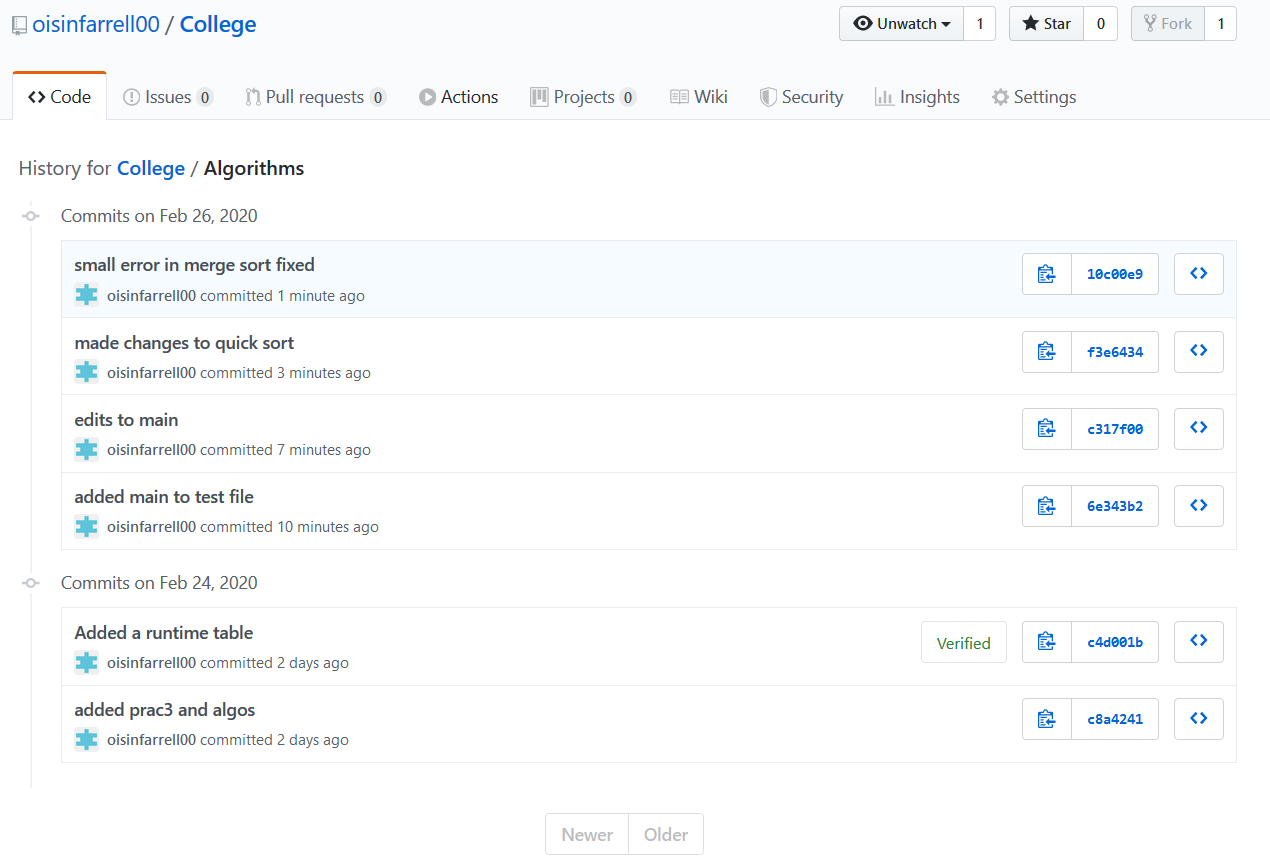 oisinfarrell00 / College
Unwatch 1 Star 0 Fork 1
Code Issues 0 Pull requests 0 Actions Projects 0 Wiki Security Insights Settings
History for College / Algorithms
Commits on Feb 26, 2020
small error in merge sort fixed
oisinfarrell00 committed 1 minute ago
10c00e9
made changes to quick sort
oisinfarrell00 committed 3 minutes ago
f3e6434
edits to main
oisinfarrell00 committed 7 minutes ago
c317f00
added main to test file
oisinfarrell00 committed 10 minutes ago
6e343b2
Commits on Feb 24, 2020
Added a runtime table
oisinfarrell00 committed 2 days ago
Verified c4d001b
added prac3 and algos
oisinfarrell00 committed 2 days ago
c8a4241
Newer Older